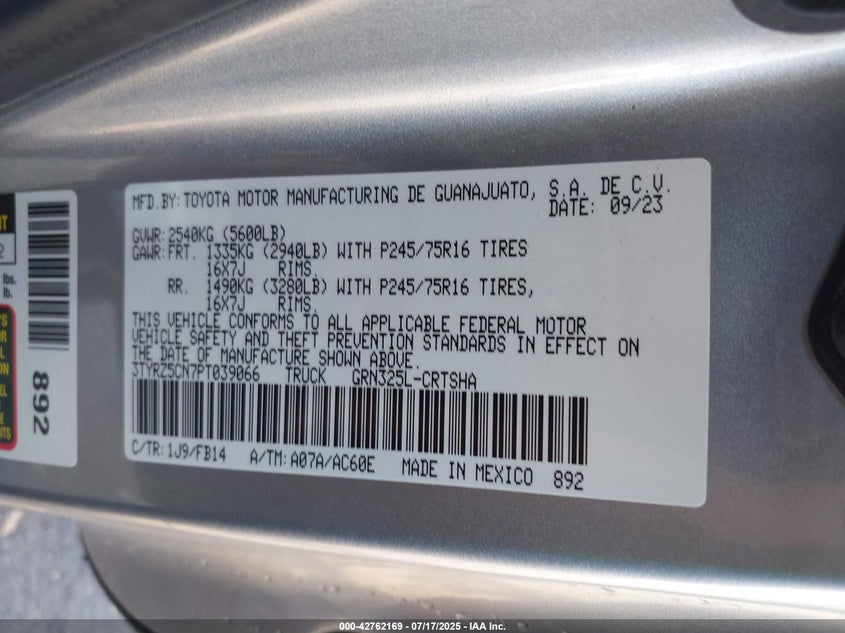 MFD.BY: TOYOTA MOTOR MANUFACTURING DE GUANAJUATO, S.A. DE C.V.
DATE: 09/23
GVWR: 2540KG (5600LB)
GAWR: FRT. 1335KG (2940LB) WITH P245/75R16 TIRES
16X7J RIMS.
RR. 1490KG (3280LB) WITH P245/75R16 TIRES,
16X7J RIMS.
THIS VEHICLE CONFORMS TO ALL APPLICABLE FEDERAL MOTOR
VEHICLE SAFETY AND THEFT PREVENTION STANDARDS IN EFFECT ON
THE DATE OF MANUFACTURE SHOWN ABOVE.
3TYRZ5CN7PT039066 TRUCK GRN325L-CRTSHA
C/TR: 1J9/FB14 A/TM: A07A/AC60E MADE IN MEXICO 892
892
lbs.
lb.
000-42762169 - 07/17/2025 - IAA Inc.